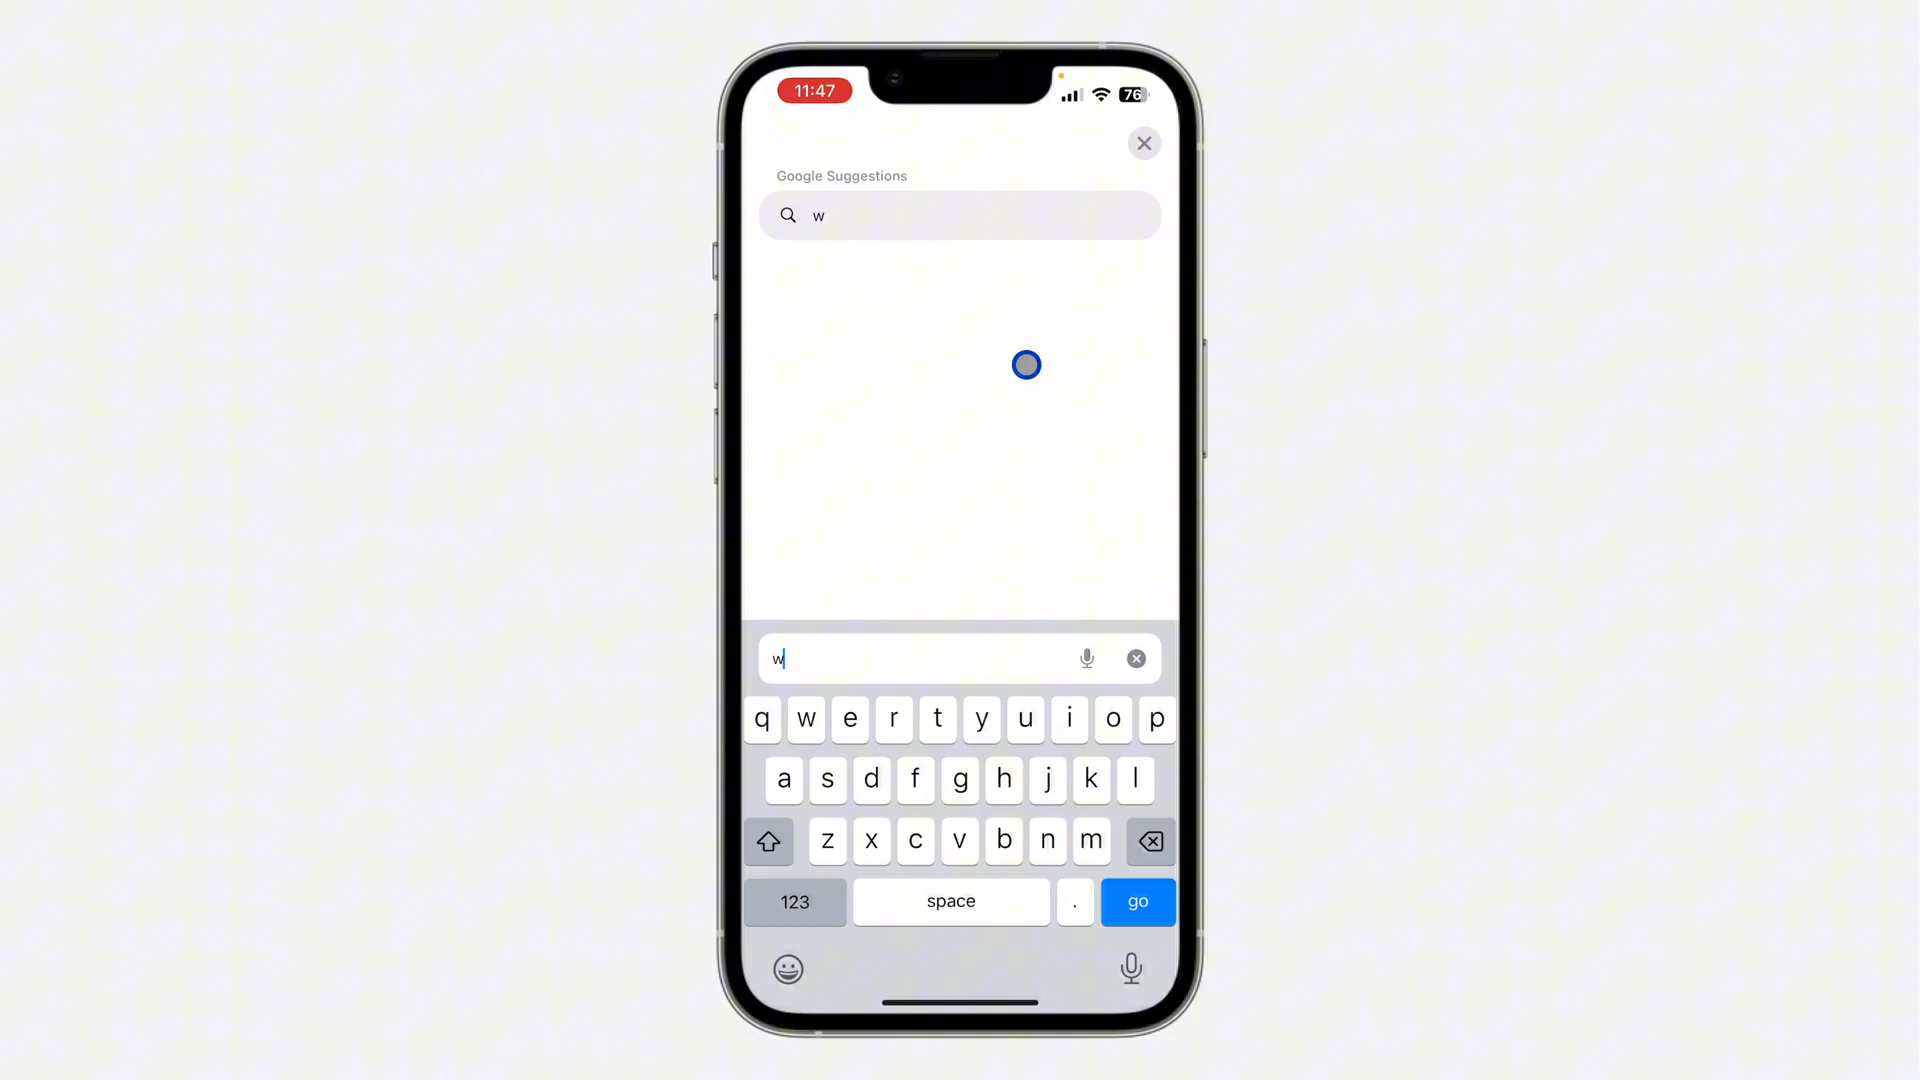 11:47
76
Google Suggestions
w
w
q w e r t y u i o p
a s d f g h j k l
z x c v b n m
123 space . go